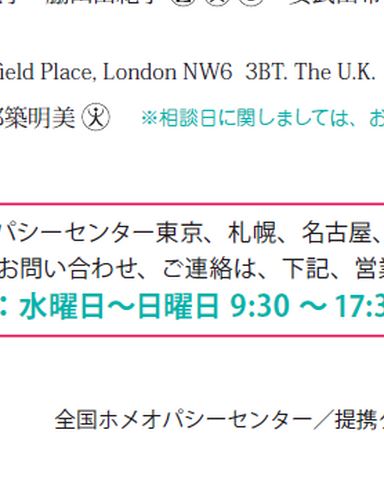 field Place, London NW6 3BT. The U.K.
築明美 ※相談日に関しましては、お
パシーセンター東京、札幌、名古屋、
お問い合わせ、ご連絡は、下記、営業
：水曜日～日曜日 9:30 ～ 17:3
全国ホメオパシーセンター／提携